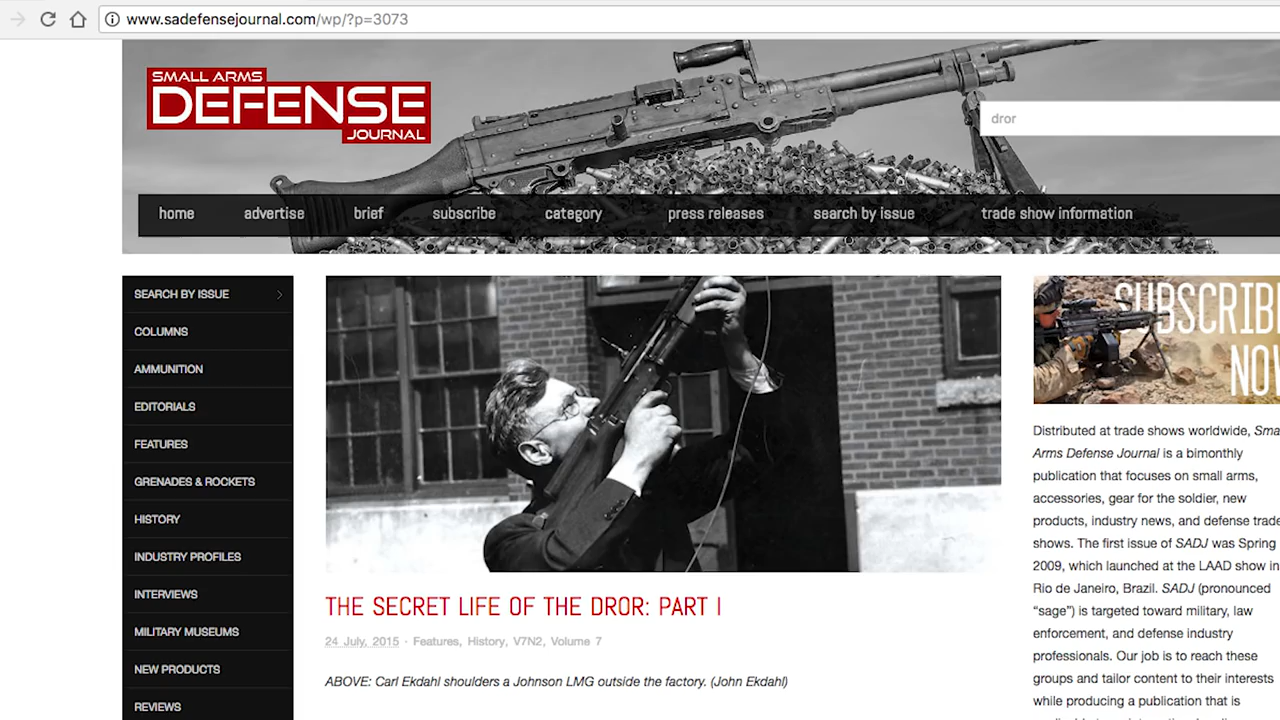 www.sadefensejournal.com/wp/?p=3073
SMALL ARMS
DEFENSE
JOURNAL
dror
home advertise brief subscribe category press releases search by issue trade show information
SEARCH BY ISSUE
COLUMNS
AMMUNITION
EDITORIALS
FEATURES
GRENADES & ROCKETS
HISTORY
INDUSTRY PROFILES
INTERVIEWS
MILITARY MUSEUMS
NEW PRODUCTS
REVIEWS
THE SECRET LIFE OF THE DROR: PART I
24 July, 2015 · Features, History, V7N2, Volume 7
ABOVE: Carl Ekdahl shoulders a Johnson LMG outside the factory. (John Ekdahl)
SUBSCRIB
NO
Distributed at trade shows worldwide, Sma
Arms Defense Journal is a bimonthly
publication that focuses on small arms,
accessories, gear for the soldier, new
products, industry news, and defense trade
shows. The first issue of SADJ was Spring
2009, which launched at the LAAD show in
Rio de Janeiro, Brazil. SADJ (pronounced
“sage”) is targeted toward military, law
enforcement, and defense industry
professionals. Our job is to reach these
groups and tailor content to their interests
while producing a publication that is